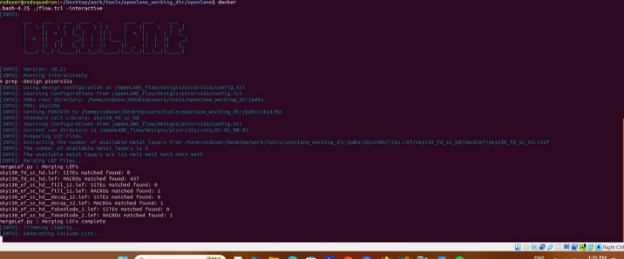 vsduser@vsdsquadron:~/Desktop/work/tools/openlane_working_dir/openlane$ docker
bash-4.2$ ./flow.tcl -interactive
[INFO]:
[INFO]: Version: v0.21
[INFO]: Running interactively
% prep -design picorv32a
[INFO]: Using design configuration at /openLANE_flow/designs/picorv32a/config.tcl
[INFO]: Sourcing Configurations from /openLANE_flow/designs/picorv32a/config.tcl
[INFO]: PDKs root directory: /home/vsduser/Desktop/work/tools/openlane_working_dir/pdks
[INFO]: PDK: sky130A
[INFO]: Setting PDKPATH to /home/vsduser/Desktop/work/tools/openlane_working_dir/pdks/sky130A
[INFO]: Standard Cell Library: sky130_fd_sc_hd
[INFO]: Sourcing Configurations from /openLANE_flow/designs/picorv32a/config.tcl
[INFO]: Current run directory is /openLANE_flow/designs/picorv32a/runs/
[INFO]: Preparing LEF Files
[INFO]: Extracting the number of available metal layers from /home/vsduser/Desktop/work/tools/openlane_working_dir/pdks/sky130A/libs.ref/sky130_fd_sc_hd/techlef/sky130_fd_sc_hd.tlef
[INFO]: The number of available metal layers is 6
[INFO]: The available metal layers are li1 met1 met2 met3 met4 met5
[INFO]: Merging LEF Files...
mergeLef.py : Merging LEFs
sky130_fd_sc_hd.lef: SITEs matched found: 0
sky130_fd_sc_hd.lef: MACROs matched found: 437
sky130_ef_sc_hd__fill_12.lef: SITEs matched found: 0
sky130_ef_sc_hd__fill_12.lef: MACROs matched found: 1
sky130_ef_sc_hd__decap_12.lef: SITEs matched found: 0
sky130_ef_sc_hd__decap_12.lef: MACROs matched found: 1
sky130_ef_sc_hd__fakediode_2.lef: SITEs matched found: 0
sky130_ef_sc_hd__fakediode_2.lef: MACROs matched found: 1
mergeLef.py : Merging LEFs complete
[INFO]: Trimming Liberty...
[INFO]: Generating Exclude List...
Right Ctrl
ENG
1:31 PM